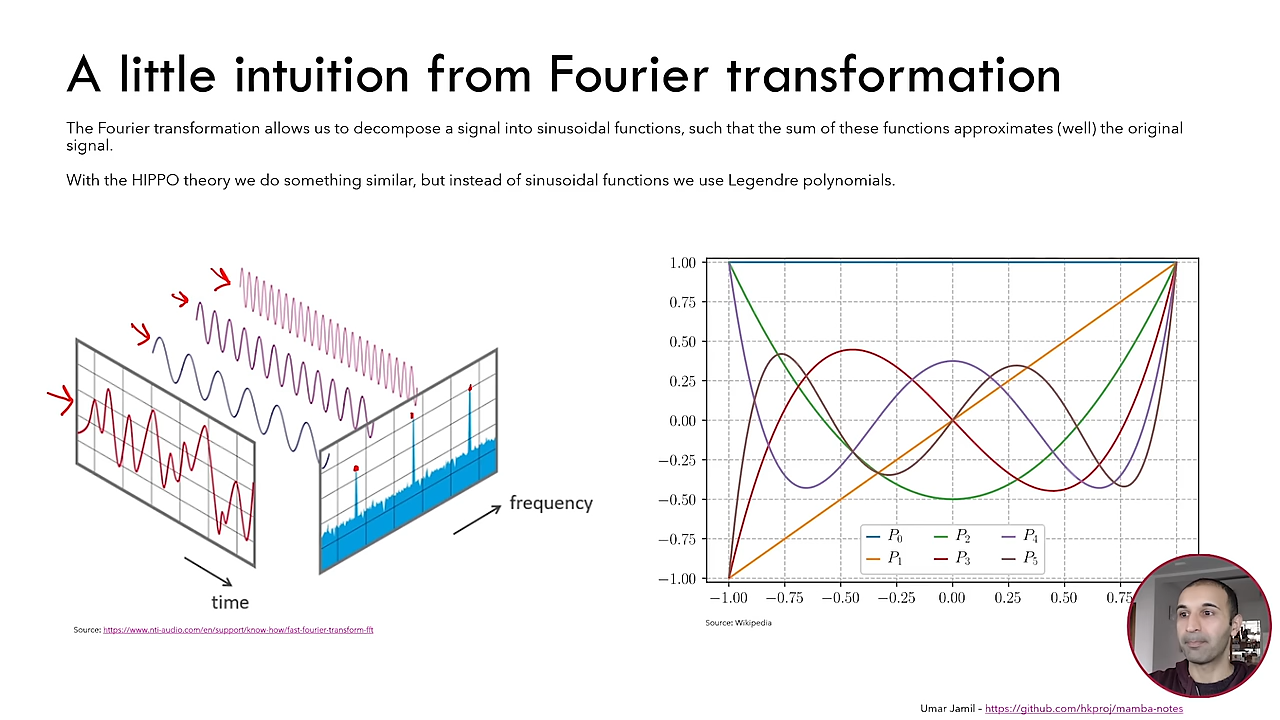 A little intuition from Fourier transformation
The Fourier transformation allows us to decompose a signal into sinusoidal functions, such that the sum of these functions approximates (well) the original
signal.
With the HIPPO theory we do something similar, but instead of sinusoidal functions we use Legendre polynomials.
frequency
time
Source: https://www.nti-audio.com/en/support/know-how/fast-fourier-transform-fft
1.00
0.75
0.50
0.25
0.00
−0.25
−0.50
−0.75
−1.00
P0 P2 P4
P1 P3 P5
−1.00 −0.75 −0.50 −0.25 0.00 0.25 0.50 0.75
Source: Wikipedia
Umar Jamil – https://github.com/hkproj/mamba-notes